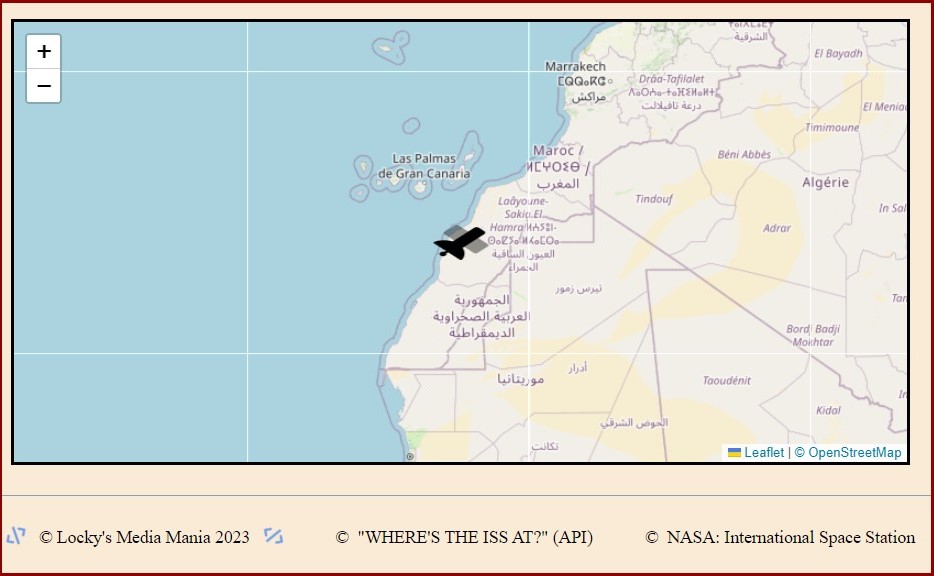 +
−
Marrakech
ⵎⵕⵕⴰⴽⵛ
مراكش
الشرقية
El Bayadh
Drâa-Tafilalet
درعة تافيلالت
El Menia
Timimoune
Las Palmas
de Gran Canaria
Maroc /
ⵍⵎⵖⵔⵉⴱ /
المغرب
Béni Abbès
Algérie
Laâyoune-
Sakia El
Hamra
العيون الساقية
الحمراء
Tindouf
Adrar
In Sal
تيرس زمور
Tan
الجمهورية
العربية الصحراوية
الديمقراطية
Bordj Badji
Mokhtar
موريتانيا
أدرار
Taoudénit
Kidal
In
الحوض الشرقي
تكانت
Leaflet | © OpenStreetMap
© Locky's Media Mania 2023
© "WHERE'S THE ISS AT?" (API)
© NASA: International Space Station